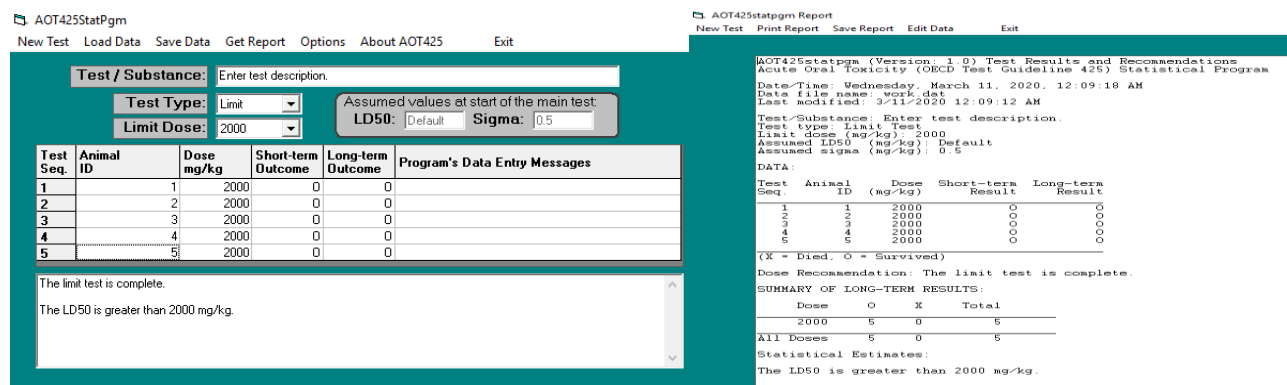 AOT425StatPgm
New Test Load Data Save Data Get Report Options About AOT425 Exit
Test / Substance: Enter test description.
Test Type: Limit
Limit Dose: 2000
Assumed values at start of the main test:
LD50: Default Sigma: 0.5
Test Seq. Animal ID Dose mg/kg Short-term Outcome Long-term Outcome Program's Data Entry Messages
1 1 2000 O O
2 2 2000 O O
3 3 2000 O O
4 4 2000 O O
5 5 2000 O O
The limit test is complete.
The LD50 is greater than 2000 mg/kg.
AOT425statpgm Report
New Test Print Report Save Report Edit Data Exit
AOT425statpgm (Version: 1.0) Test Results and Recommendations
Acute Oral Toxicity (OECD Test Guideline 425) Statistical Program
Date/Time: Wednesday, March 11, 2020, 12:09:18 AM
Data file name: work.dat
Last modified: 3/11/2020 12:09:12 AM
Test/Substance: Enter test description.
Test type: Limit Test
Limit dose (mg/kg): 2000
Assumed LD50 (mg/kg): Default
Assumed sigma (mg/kg): 0.5
DATA:
Test Animal Dose Short-term Long-term
Seq. ID (mg/kg) Result Result
1 1 2000 O O
2 2 2000 O O
3 3 2000 O O
4 4 2000 O O
5 5 2000 O O
(X = Died, O = Survived)
Dose Recommendation: The limit test is complete.
SUMMARY OF LONG-TERM RESULTS:
Dose O X Total
2000 5 0 5
All Doses 5 0 5
Statistical Estimates:
The LD50 is greater than 2000 mg/kg.